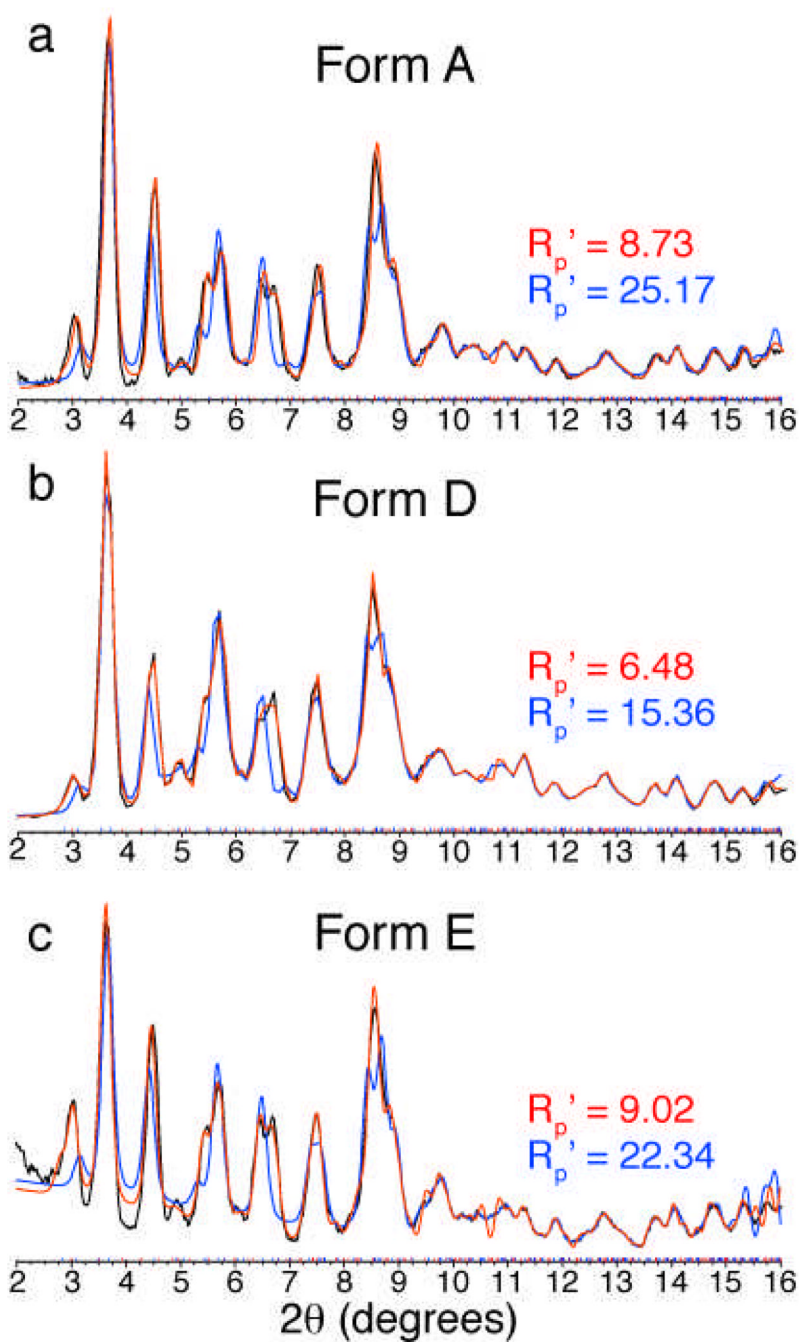 a
Form A
Rp' = 8.73
Rp' = 25.17
2 3 4 5 6 7 8 9 10 11 12 13 14 15 16
b
Form D
Rp' = 6.48
Rp' = 15.36
2 3 4 5 6 7 8 9 10 11 12 13 14 15 16
c
Form E
Rp' = 9.02
Rp' = 22.34
2 3 4 5 6 7 8 9 10 11 12 13 14 15 16
2θ (degrees)